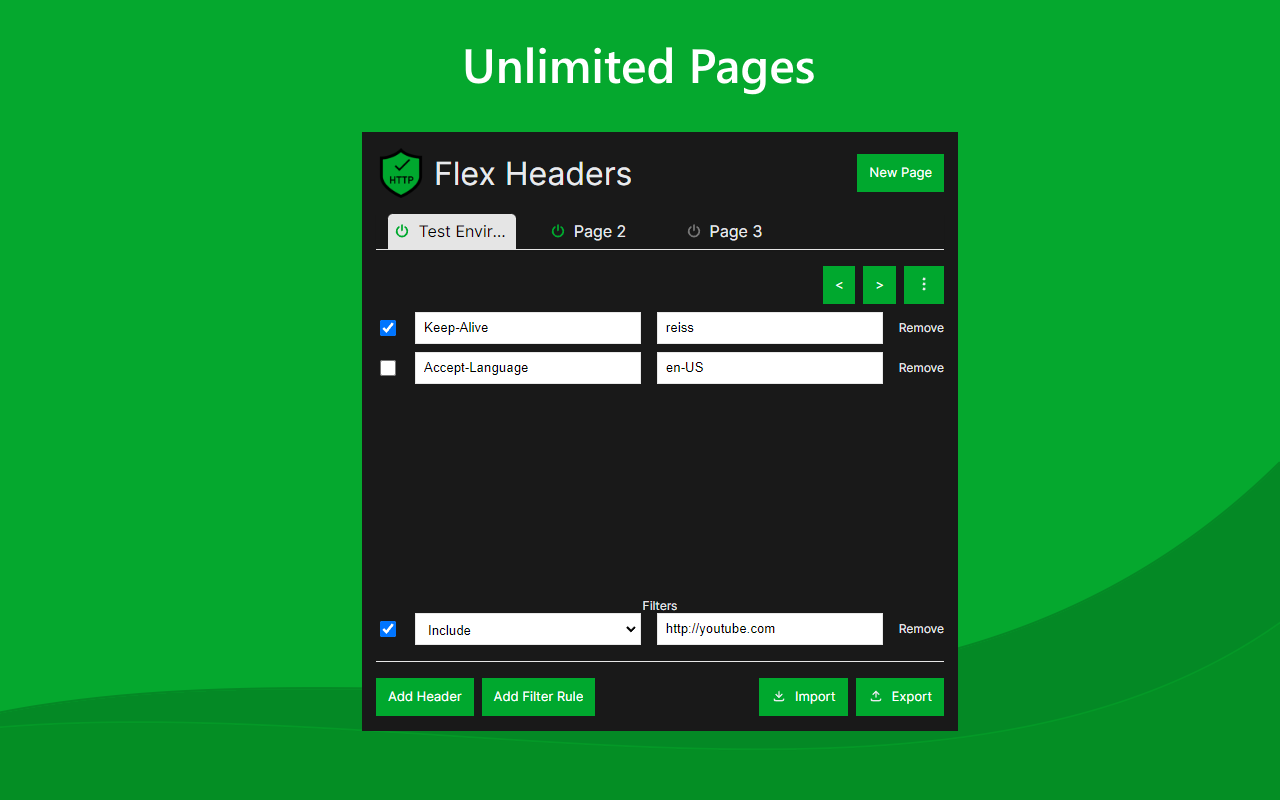 Unlimited Pages
HTTP
Flex Headers
New Page
Test Envir...
Page 2
Page 3
<
>
Keep-Alive
reiss
Remove
Accept-Language
en-US
Remove
Filters
Include
http://youtube.com
Remove
Add Header
Add Filter Rule
Import
Export